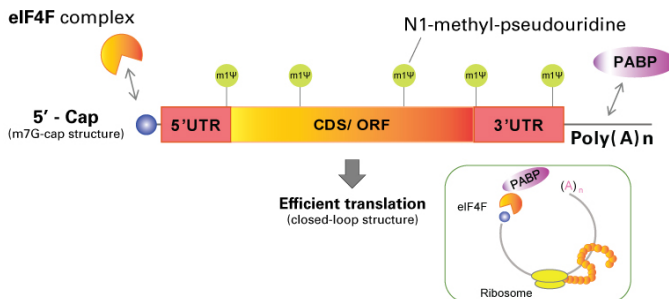 eIF4F complex
N1-methyl-pseudouridine
PABP
m1Ψ
m1Ψ
m1Ψ
m1Ψ
m1Ψ
5′ - Cap
(m7G-cap structure)
5’UTR
CDS/ ORF
3’UTR
Poly(A)n
Efficient translation
(closed-loop structure)
PABP
(A)n
eIF4F
Ribosome